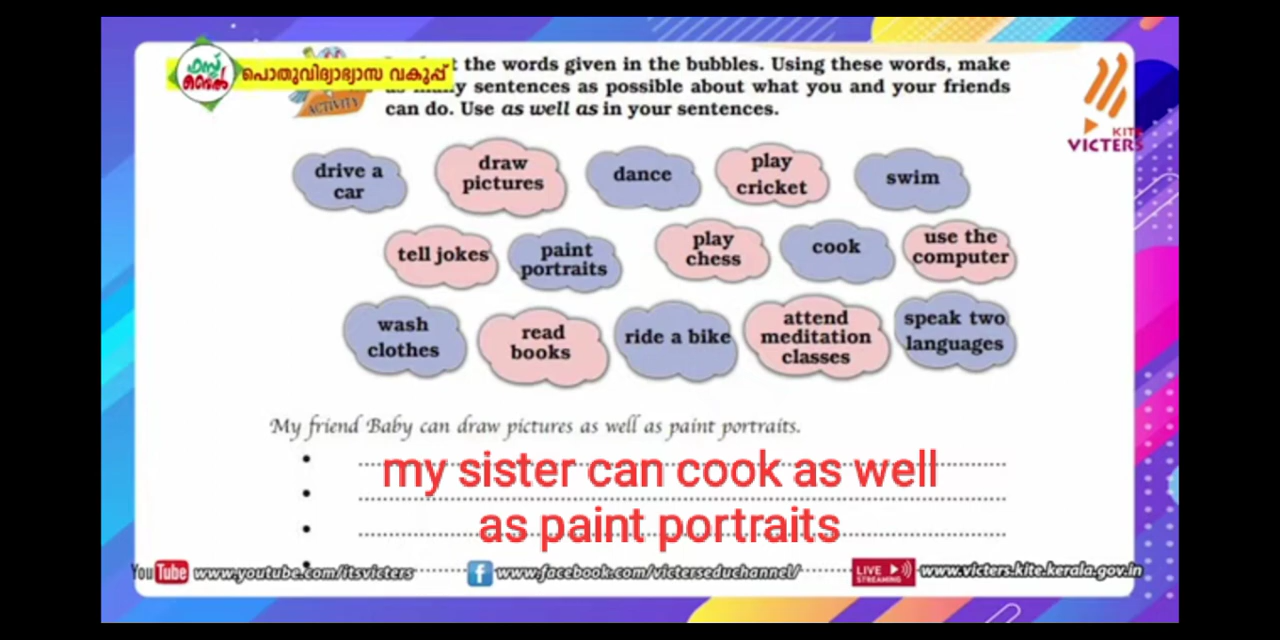 ഫസ്റ്റ് ബെൽ
പൊതുവിദ്യാഭ്യാസ വകുപ്പ്
the words given in the bubbles. Using these words, make
as many sentences as possible about what you and your friends
can do. Use as well as in your sentences.
ACTIVITY
KITE
VICTERS
drive a
car
draw
pictures
dance
play
cricket
swim
tell jokes
paint
portraits
play
chess
cook
use the
computer
wash
clothes
read
books
ride a bike
attend
meditation
classes
speak two
languages
My friend Baby can draw pictures as well as paint portraits.
my sister can cook as well
as paint portraits
YouTube www.youtube.com/itsvicters
f www.facebook.com/victerseduchannel/
LIVE STREAMING www.victers.kite.kerala.gov.in